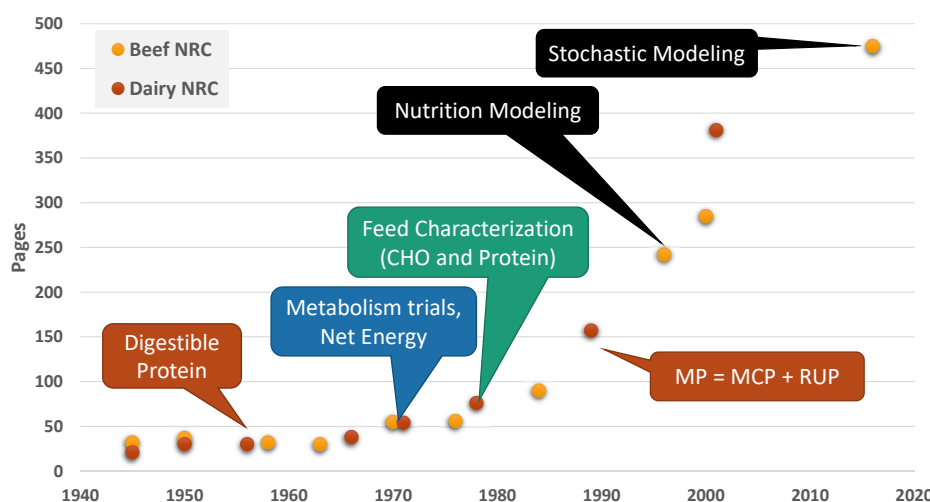 500
450
400
350
300
250
200
150
100
50
0
Pages
1940
1950
1960
1970
1980
1990
2000
2010
2020
Beef NRC
Dairy NRC
Stochastic Modeling
Nutrition Modeling
Feed Characterization
(CHO and Protein)
Metabolism trials,
Net Energy
Digestible
Protein
MP = MCP + RUP